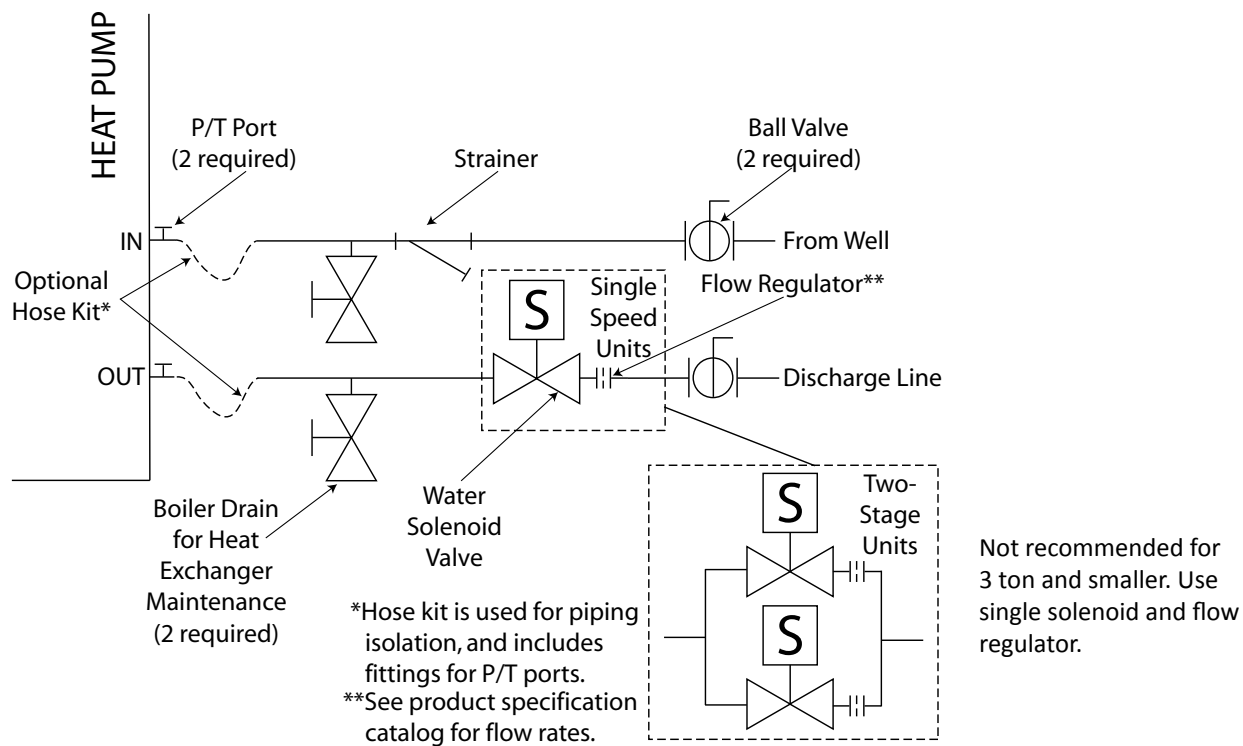 HEAT PUMP
P/T Port
(2 required)
Strainer
Ball Valve
(2 required)
IN
From Well
Optional
Hose Kit*
S
Single
Speed
Units
Flow Regulator**
OUT
Discharge Line
Boiler Drain
for Heat
Exchanger
Maintenance
(2 required)
Water
Solenoid
Valve
S
Two-
Stage
Units
S
Not recommended for
3 ton and smaller. Use
single solenoid and flow
regulator.
*Hose kit is used for piping
isolation, and includes
fittings for P/T ports.
**See product specification
catalog for flow rates.